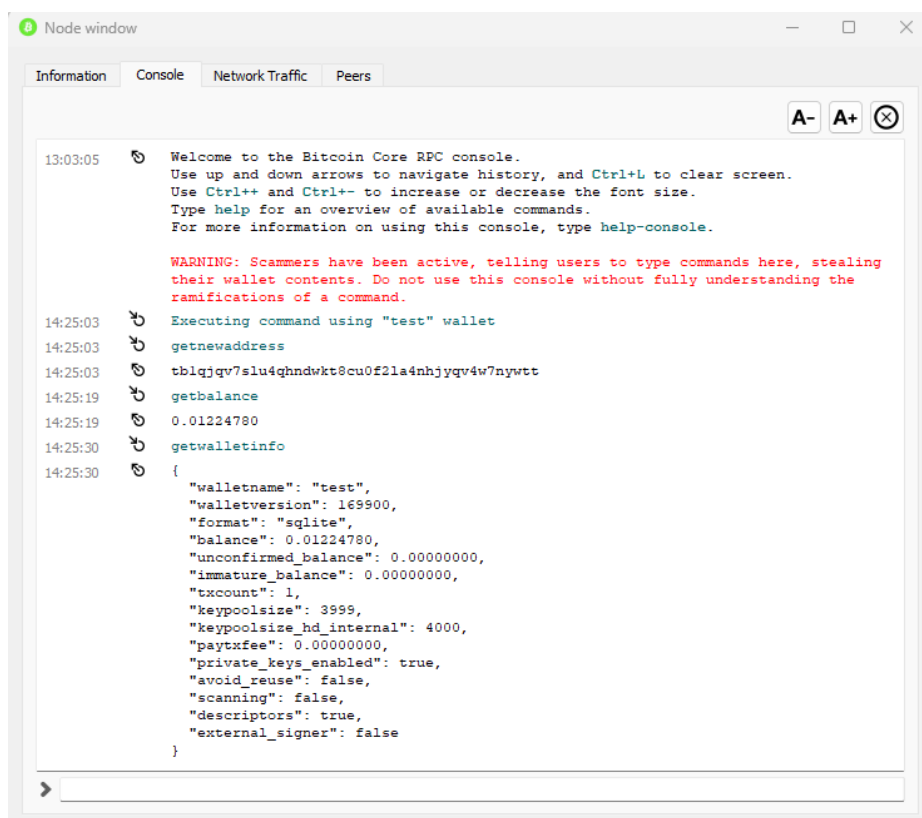 Node window
Information Console Network Traffic Peers
A- A+
13:03:05 Welcome to the Bitcoin Core RPC console.
Use up and down arrows to navigate history, and Ctrl+L to clear screen.
Use Ctrl++ and Ctrl+- to increase or decrease the font size.
Type help for an overview of available commands.
For more information on using this console, type help-console.
WARNING: Scammers have been active, telling users to type commands here, stealing
their wallet contents. Do not use this console without fully understanding the
ramifications of a command.
14:25:03 Executing command using "test" wallet
14:25:03 getnewaddress
14:25:03 tb1qjqv7slu4qhndwkt8cu0f2la4nhjyqv4w7nywtt
14:25:19 getbalance
14:25:19 0.01224780
14:25:30 getwalletinfo
14:25:30 {
"walletname": "test",
"walletversion": 169900,
"format": "sqlite",
"balance": 0.01224780,
"unconfirmed_balance": 0.00000000,
"immature_balance": 0.00000000,
"txcount": 1,
"keypoolsize": 3999,
"keypoolsize_hd_internal": 4000,
"paytxfee": 0.00000000,
"private_keys_enabled": true,
"avoid_reuse": false,
"scanning": false,
"descriptors": true,
"external_signer": false
}